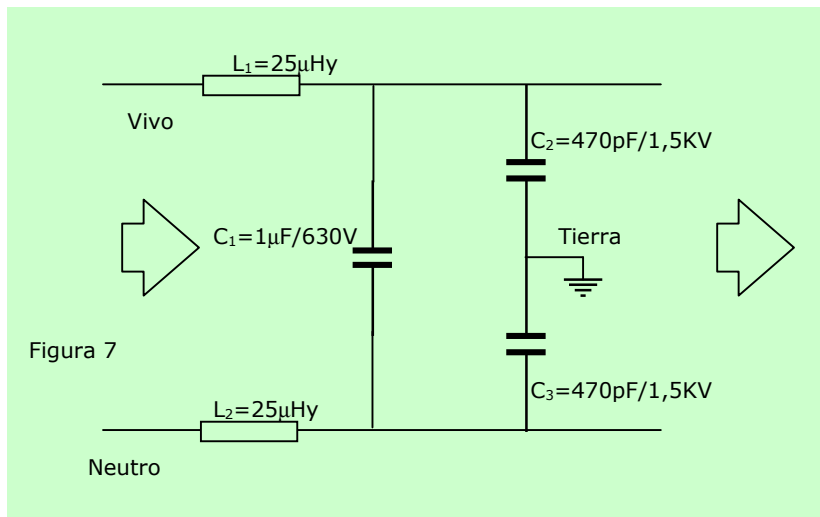 L₁=25μHy
Vivo
C₂=470pF/1,5KV
C₁=1μF/630V
Tierra
Figura 7
C₃=470pF/1,5KV
L₂=25μHy
Neutro